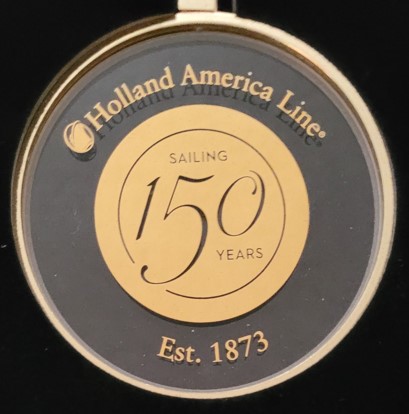 Holland America Line®
SAILING
150
YEARS
Est. 1873